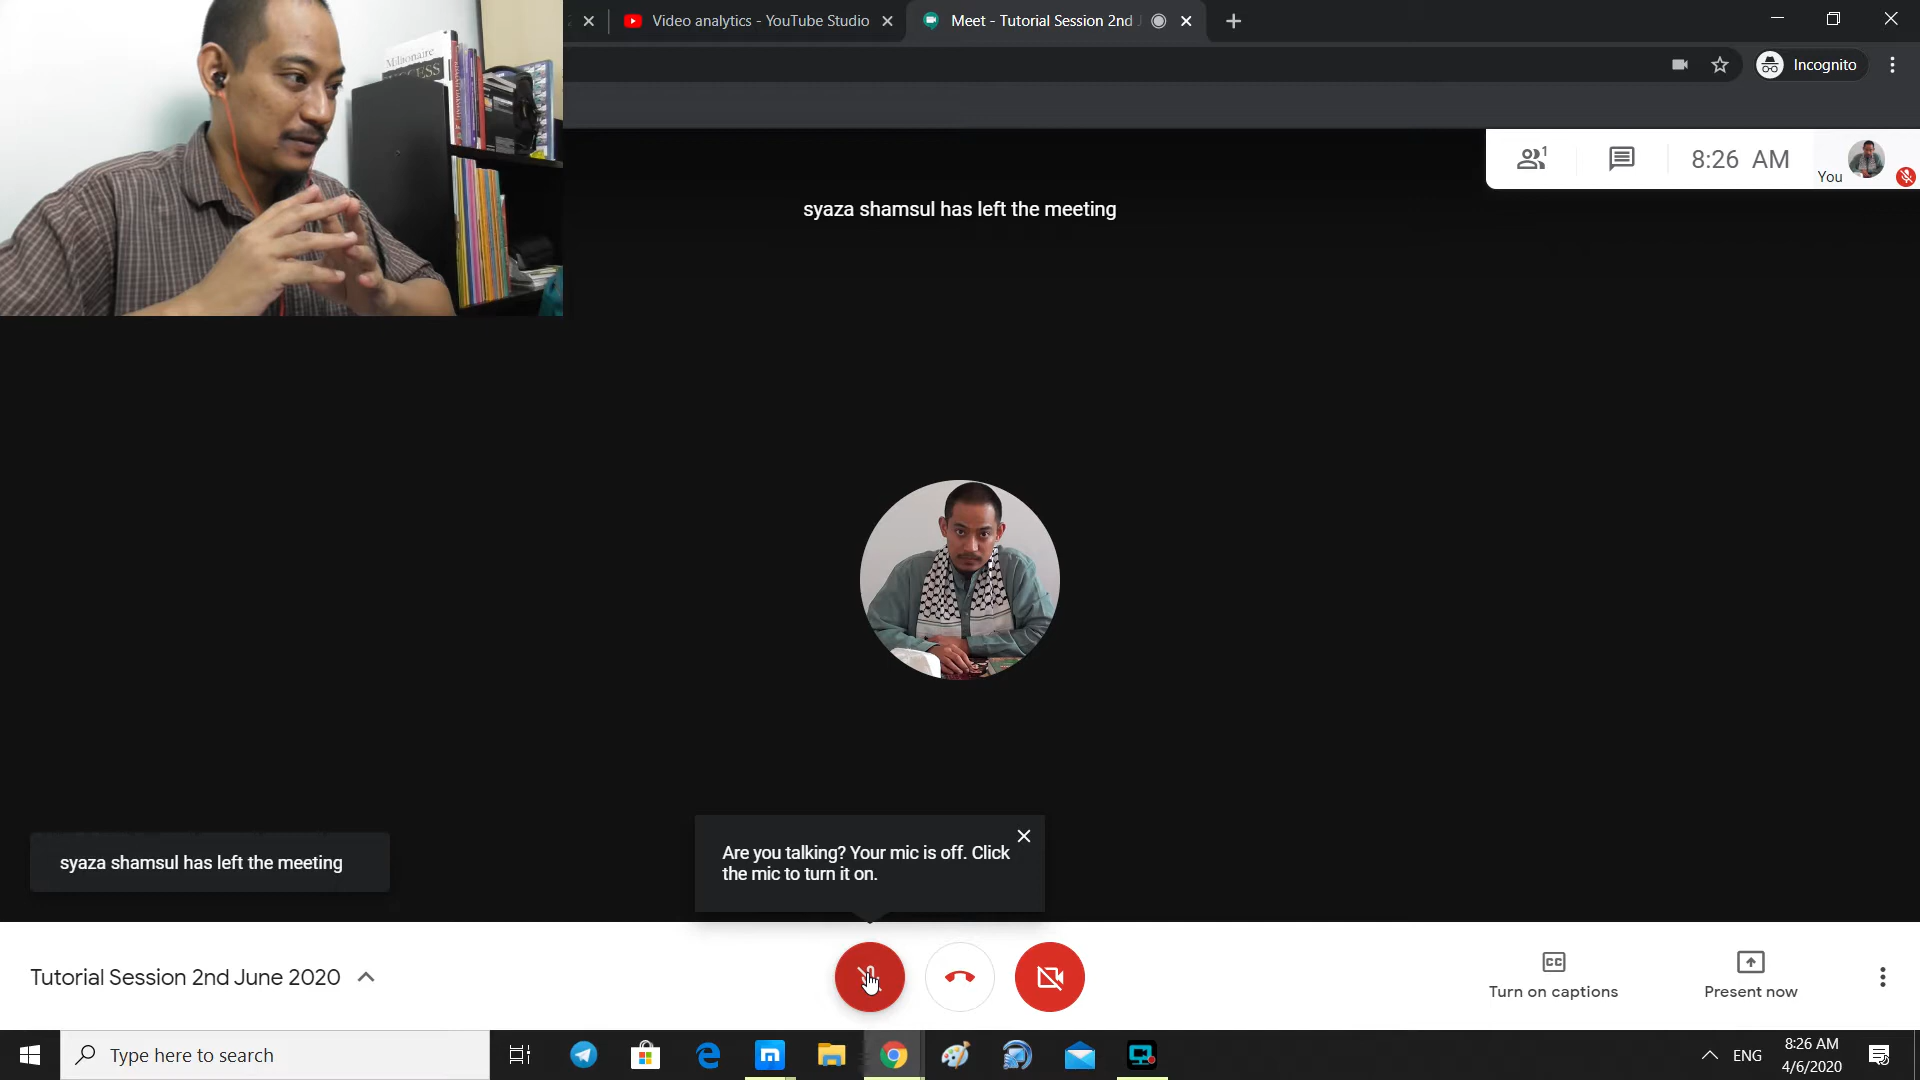 Millionaire
Video analytics - YouTube Studio
Meet - Tutorial Session 2nd
Incognito
1
8:26 AM
You
syaza shamsul has left the meeting
syaza shamsul has left the meeting
Are you talking? Your mic is off. Click
the mic to turn it on.
Tutorial Session 2nd June 2020
CC
Turn on captions
Present now
Type here to search
ENG
8:26 AM
4/6/2020